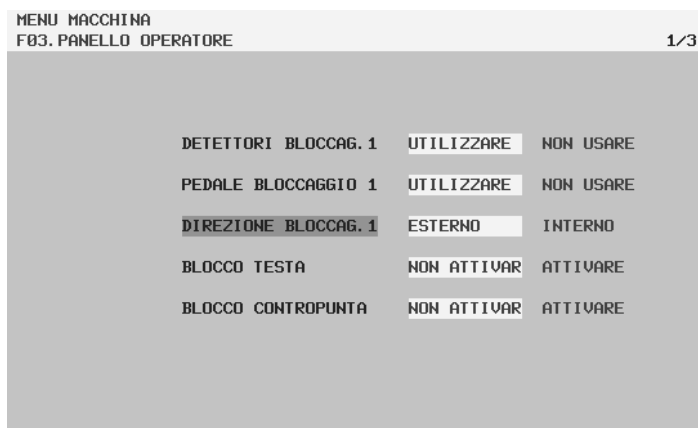 MENU MACCHINA
F03.PANELLO OPERATORE 1/3
DETETTORI BLOCCAG.1 UTILIZZARE NON USARE
PEDALE BLOCCAGGIO 1 UTILIZZARE NON USARE
DIREZIONE BLOCCAG.1 ESTERNO INTERNO
BLOCCO TESTA NON ATTIVAR ATTIVARE
BLOCCO CONTROPUNTA NON ATTIVAR ATTIVARE